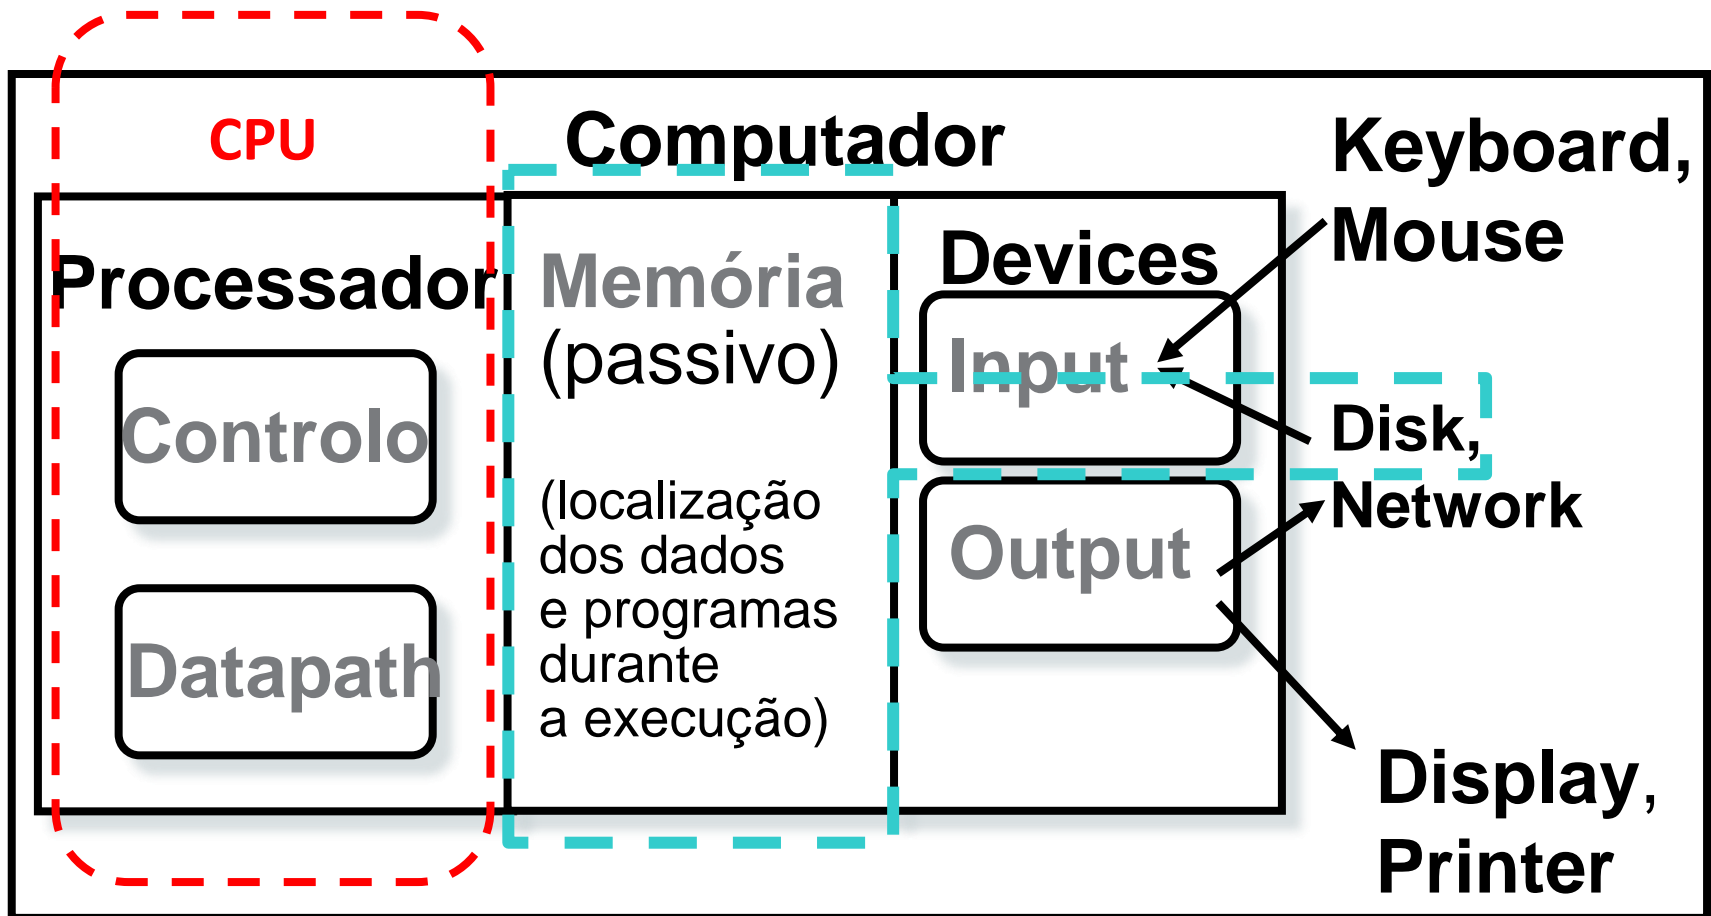 CPU
Computador
Processador
Controlo
Datapath
Memória
(passivo)
(localização
dos dados
e programas
durante
a execução)
Devices
Input
Output
Keyboard,
Mouse
Disk,
Network
Display,
Printer